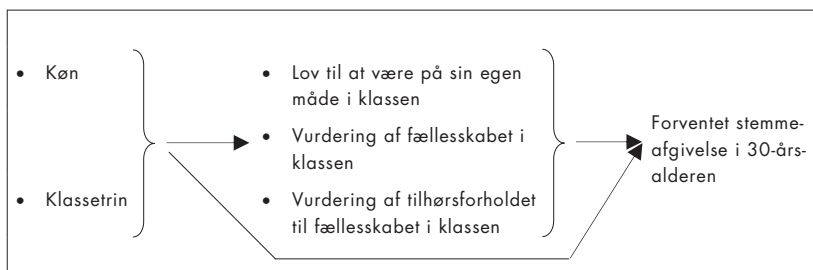 • Køn
• Klassetrin
• Lov til at være på sin egen
måde i klassen
• Vurdering af fællesskabet i
klassen
• Vurdering af tilhørsforholdet
til fællesskabet i klassen
Forventet stemme-
afgivelse i 30-års-
alderen